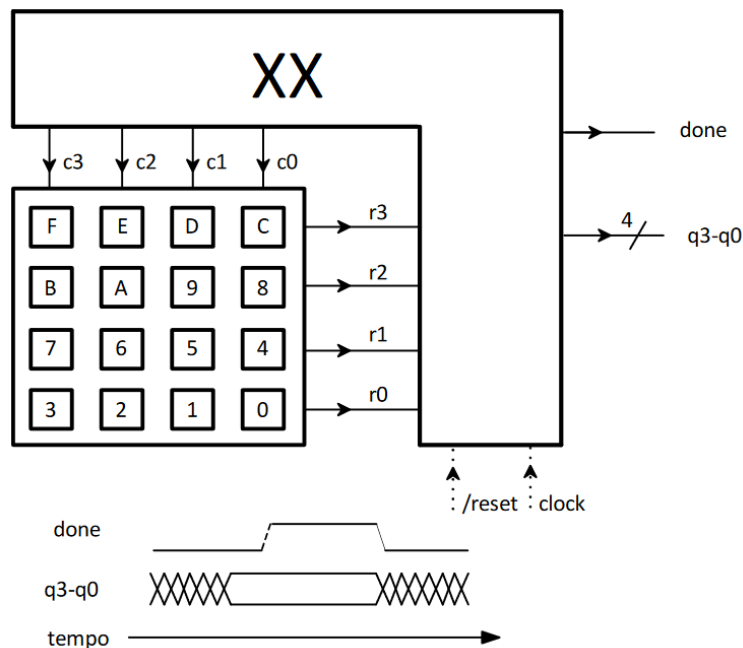 XX
done
c3 c2 c1 c0
4
q3-q0
F E D C r3
B A 9 8 r2
7 6 5 4 r1
3 2 1 0 r0
/reset clock
done
q3-q0
tempo